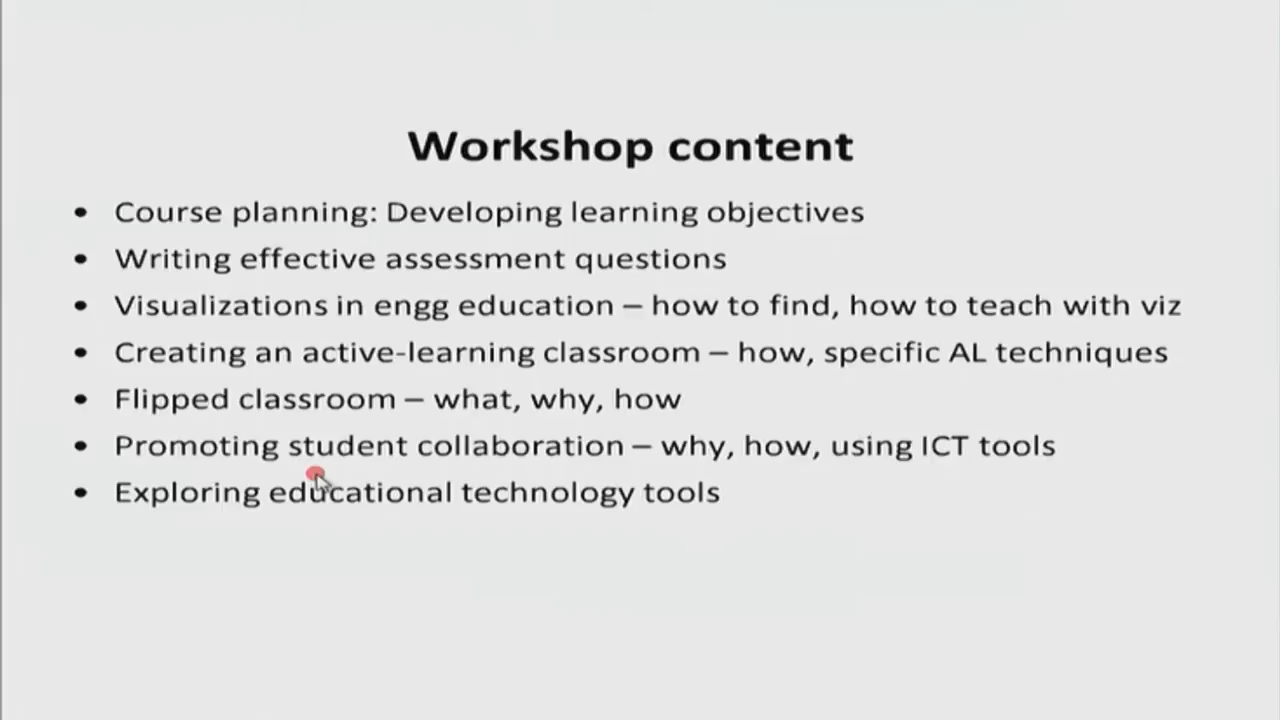 Workshop content
• Course planning: Developing learning objectives
• Writing effective assessment questions
• Visualizations in engg education – how to find, how to teach with viz
• Creating an active-learning classroom – how, specific AL techniques
• Flipped classroom – what, why, how
• Promoting student collaboration – why, how, using ICT tools
• Exploring educational technology tools